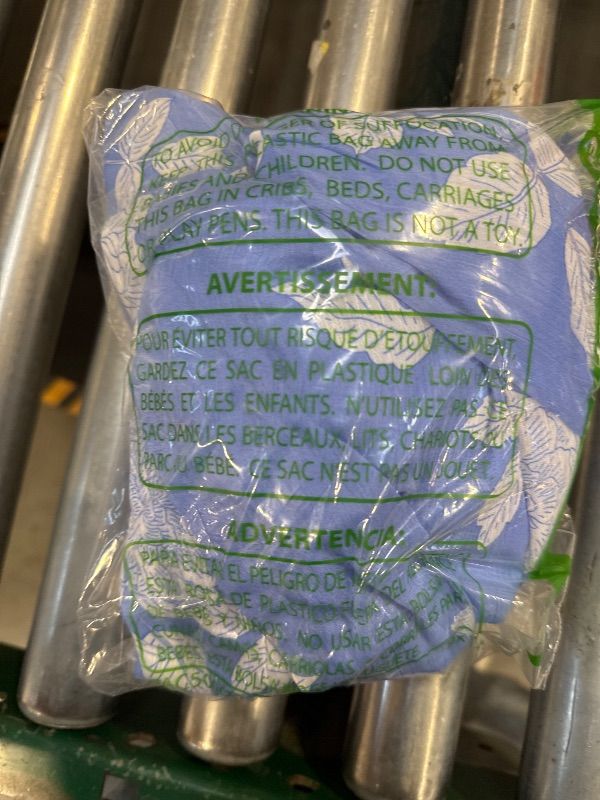 TO AVOID DANGER OF SUFFOCATION,
KEEP THIS PLASTIC BAG AWAY FROM
BABIES AND CHILDREN. DO NOT USE
THIS BAG IN CRIBS, BEDS, CARRIAGES
OR PLAY PENS. THIS BAG IS NOT A TOY.
AVERTISSEMENT:
POUR ÉVITER TOUT RISQUE D'ÉTOUFFEMENT,
GARDEZ CE SAC EN PLASTIQUE LOIN DES
BÉBÉS ET LES ENFANTS. N'UTILISEZ PAS CE
SAC DANS LES BERCEAUX, LITS, CHARIOTS OU
PARC BÉBÉ. CE SAC N'EST PAS UN JOUET.
ADVERTENCIA:
PARA EL PELIGRO DE
ESTA BOLSA DE PLASTICO
NO USAR ESTA BOLSA
CARRIOLAS